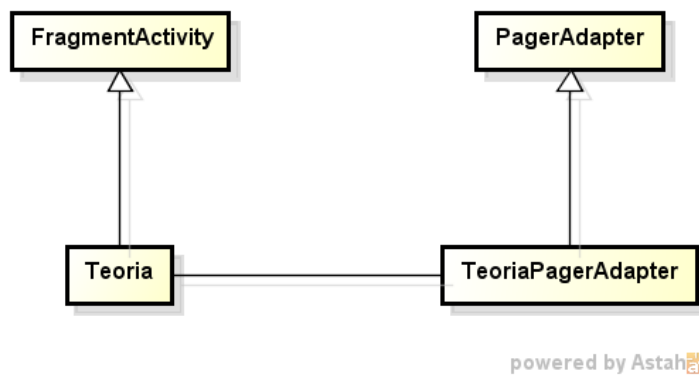 FragmentActivity
PagerAdapter
Teoria
TeoriaPagerAdapter
powered by Astah